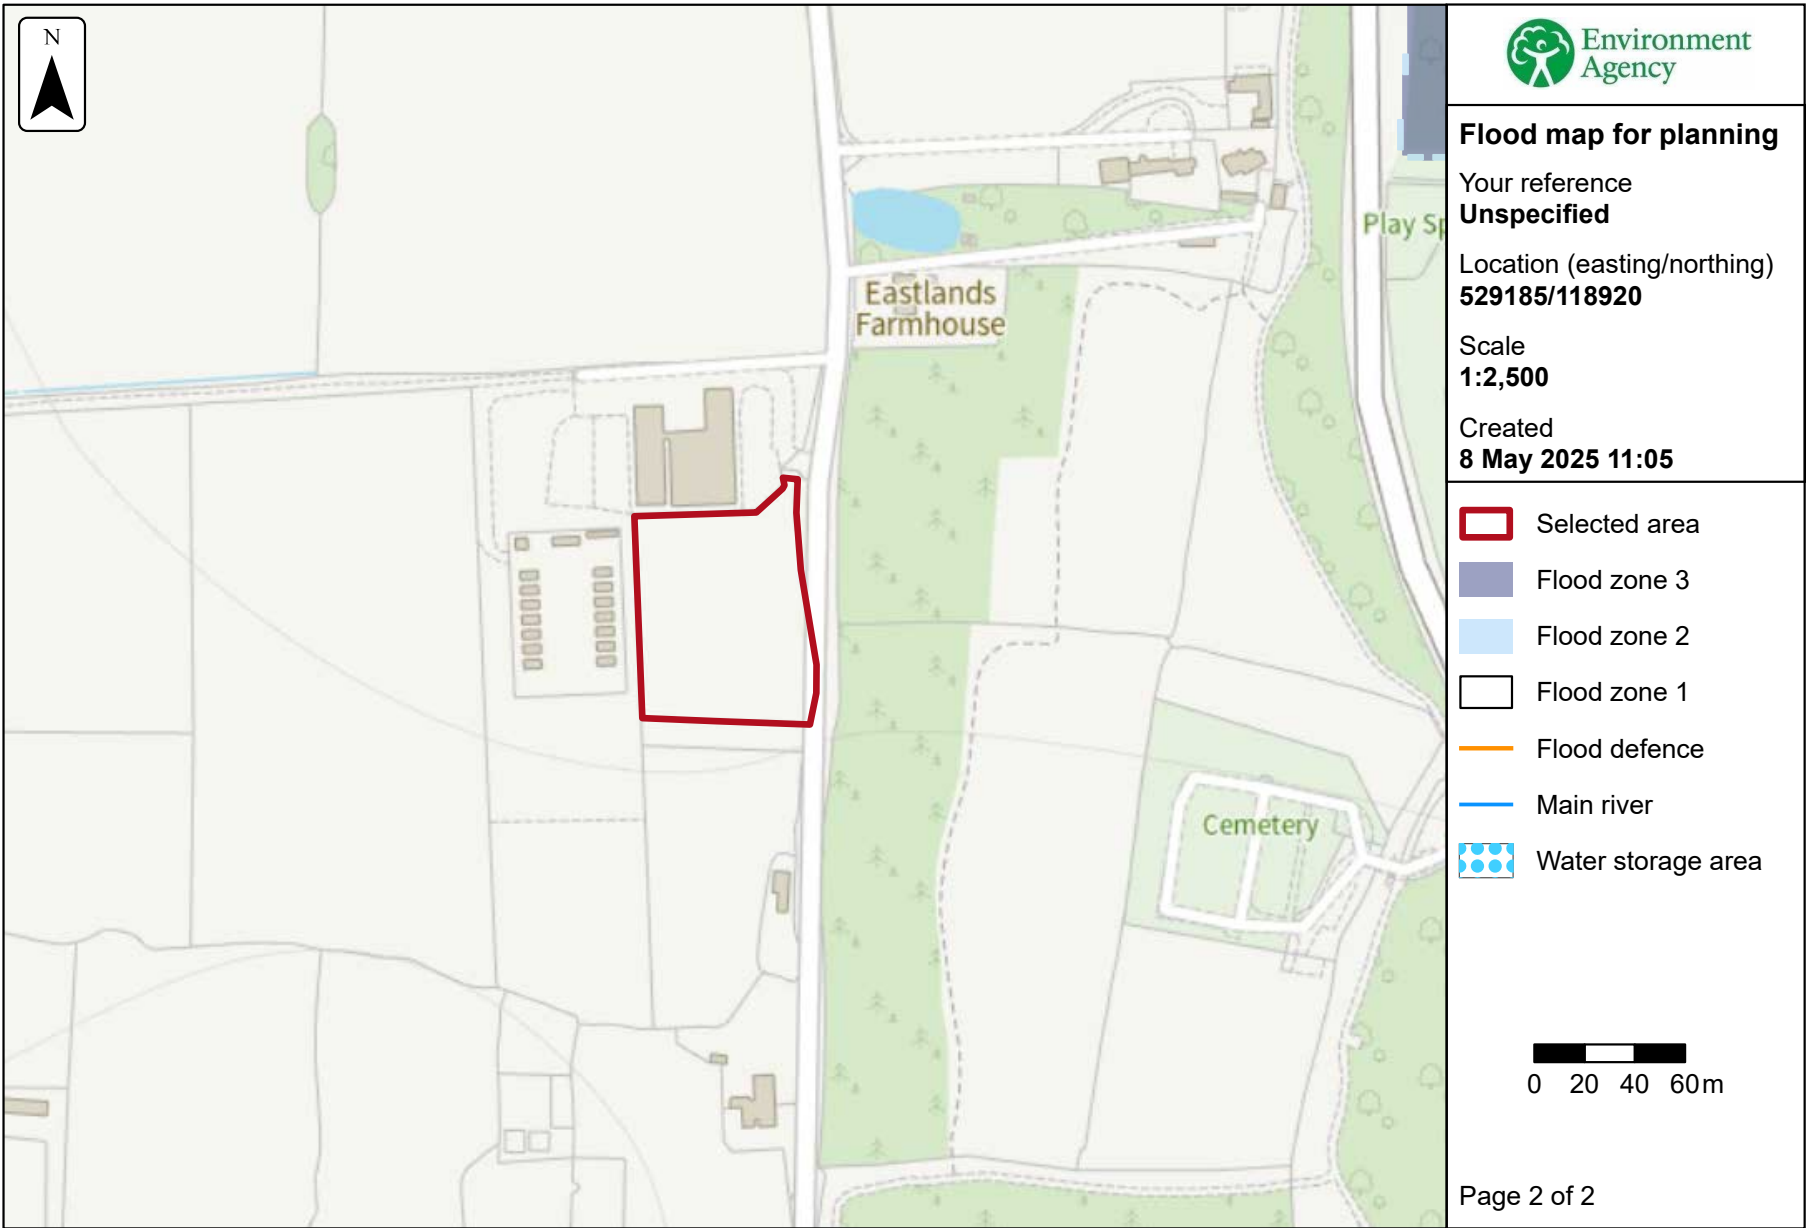 N
Eastlands
Farmhouse
Play Sp
Cemetery
Environment
Agency
Flood map for planning
Your reference
Unspecified
Location (easting/northing)
529185/118920
Scale
1:2,500
Created
8 May 2025 11:05
Selected area
Flood zone 3
Flood zone 2
Flood zone 1
Flood defence
Main river
Water storage area
0 20 40 60m
Page 2 of 2